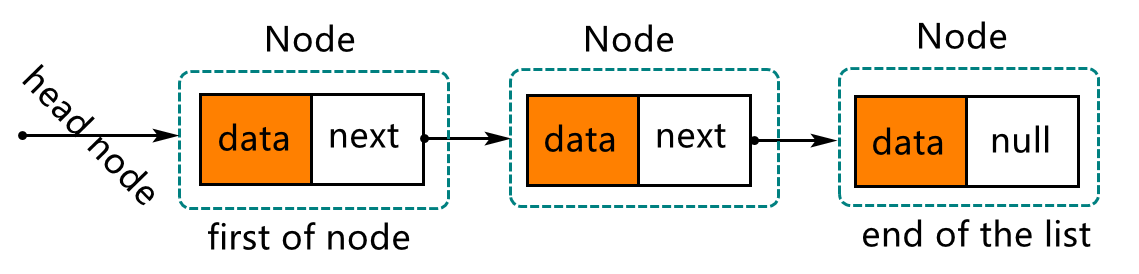 Node
Node
Node
head node
data
next
data
next
data
null
first of node
end of the list